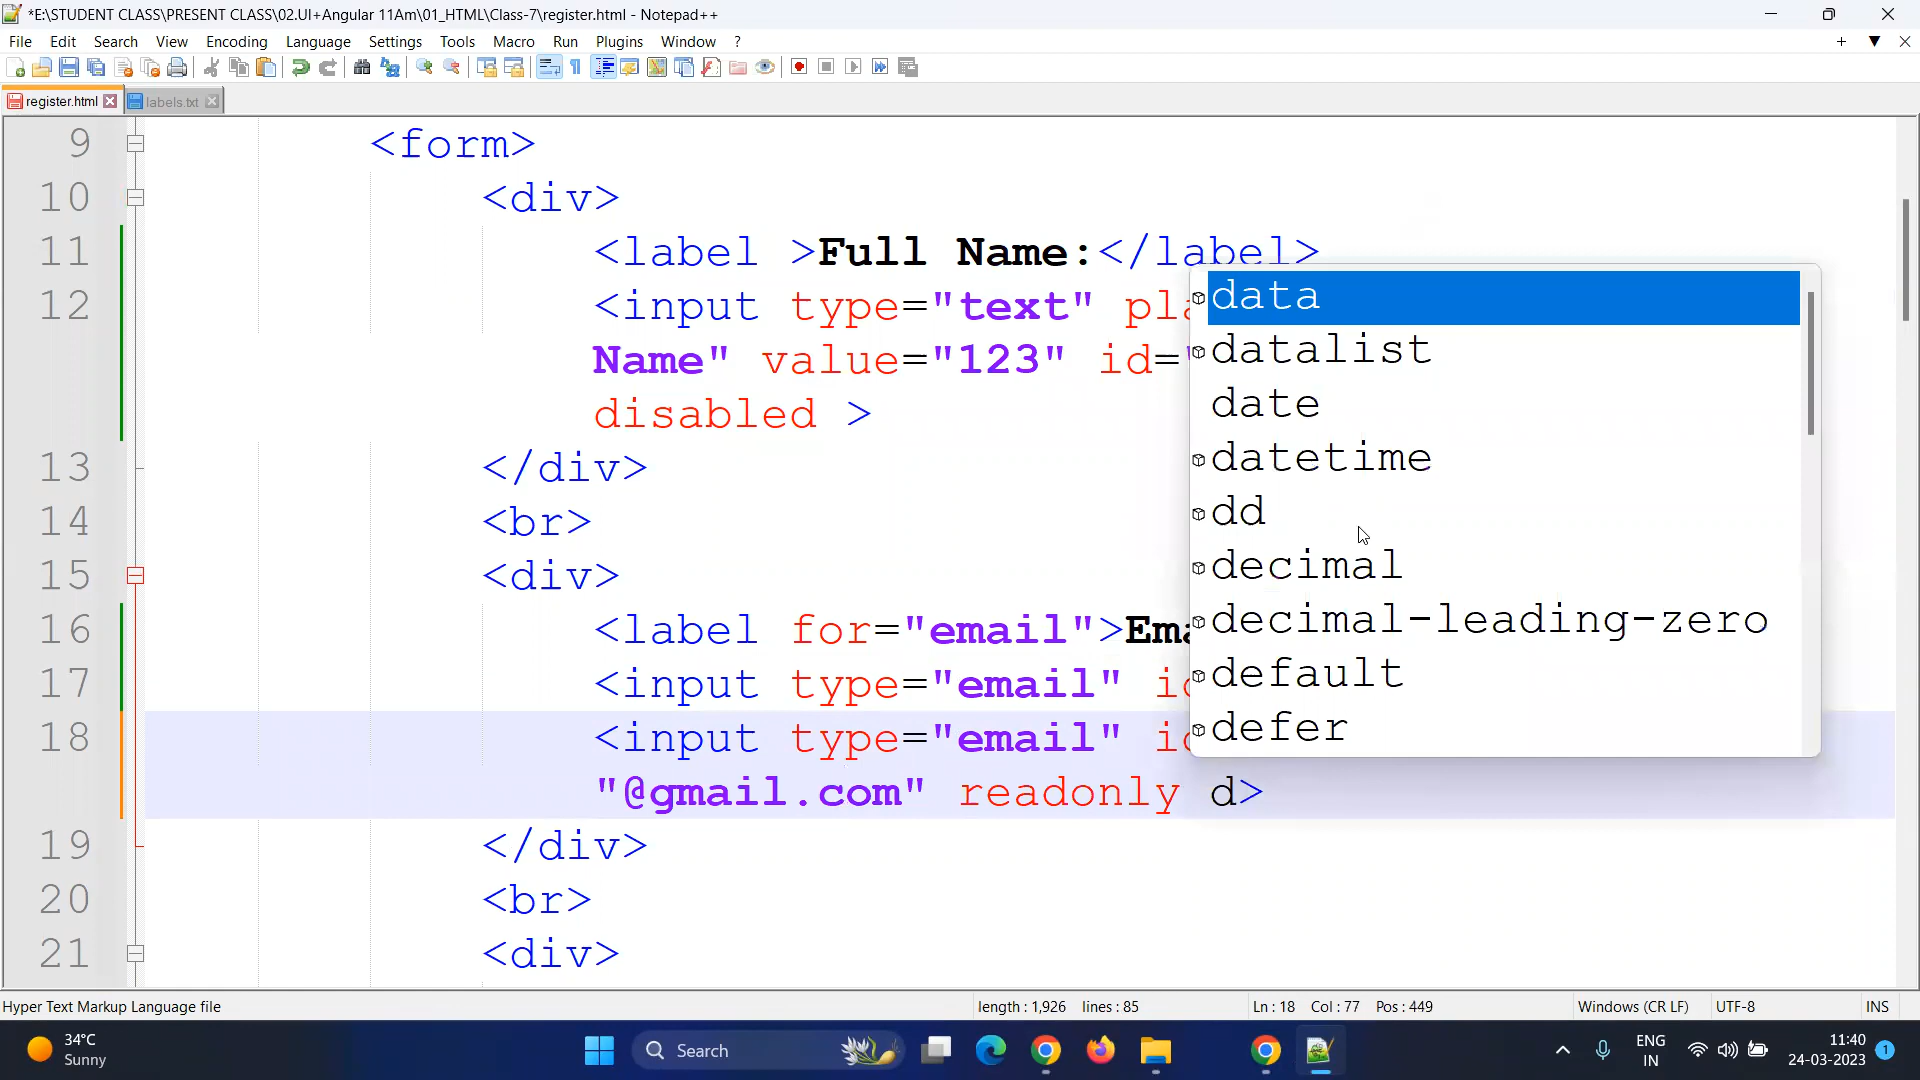 *E:\STUDENT CLASS\PRESENT CLASS\02.UI+Angular 11Am\01_HTML\Class-7\register.html - Notepad++
File Edit Search View Encoding Language Settings Tools Macro Run Plugins Window ?
register.html labels.txt
9 <form>
10 <div>
11 <label >Full Name:</label>
12 <input type="text" pla
Name" value="123" id="
disabled >
13 </div>
14 <br>
15 <div>
16 <label for="email">Ema
17 <input type="email" id
18 <input type="email" id
"@gmail.com" readonly d>
19 </div>
20 <br>
21 <div>
data
datalist
date
datetime
dd
decimal
decimal-leading-zero
default
defer
Hyper Text Markup Language file length : 1,926 lines : 85 Ln : 18 Col : 77 Pos : 449 Windows (CR LF) UTF-8 INS
34°C
Sunny
Search
ENG
IN
11:40
24-03-2023
1